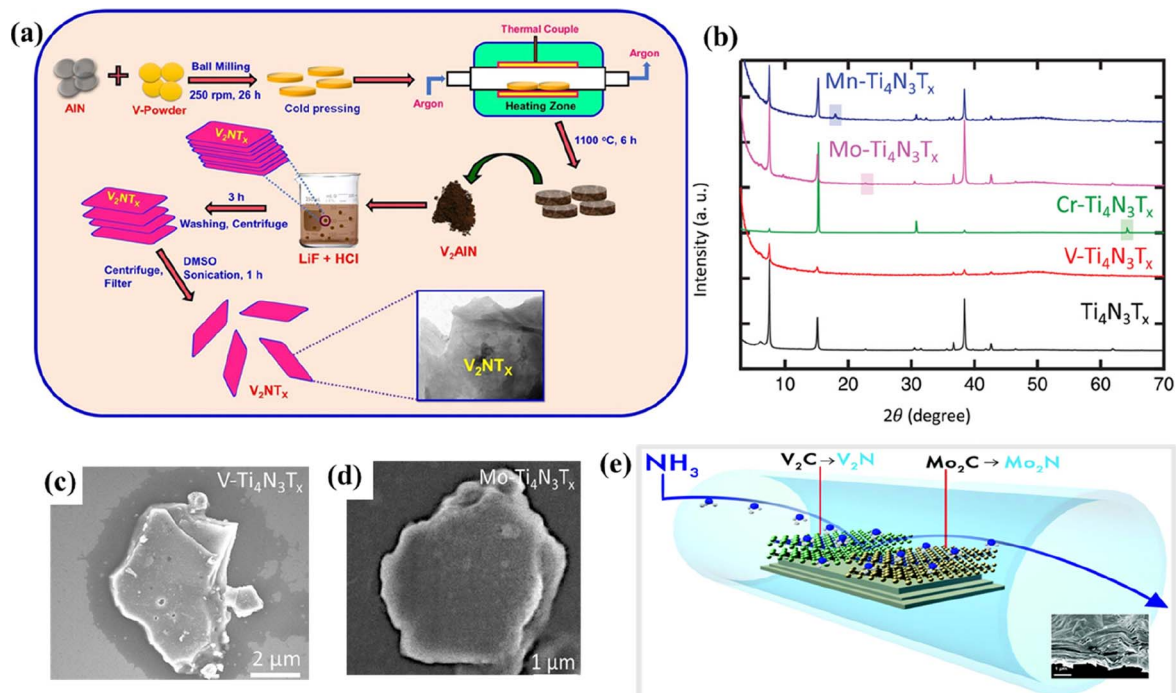 (a)
Thermal Couple
Argon
Argon
Heating Zone
AlN
V-Powder
Ball Milling
250 rpm, 26 h
Cold pressing
1100 °C, 6 h
V₂AlN
LiF + HCl
V₂NTₓ
3 h
Washing, Centrifuge
V₂NTₓ
Centrifuge,
Filter
DMSO
Sonication, 1 h
V₂NTₓ
V₂NTₓ
(b)
Intensity (a. u.)
Mn-Ti₄N₃Tₓ
Mo-Ti₄N₃Tₓ
Cr-Ti₄N₃Tₓ
V-Ti₄N₃Tₓ
Ti₄N₃Tₓ
10 20 30 40 50 60 70
2θ (degree)
(c)
V-Ti₄N₃Tₓ
2 μm
(d)
Mo-Ti₄N₃Tₓ
1 μm
(e)
NH₃
V₂C→V₂N
Mo₂C→Mo₂N